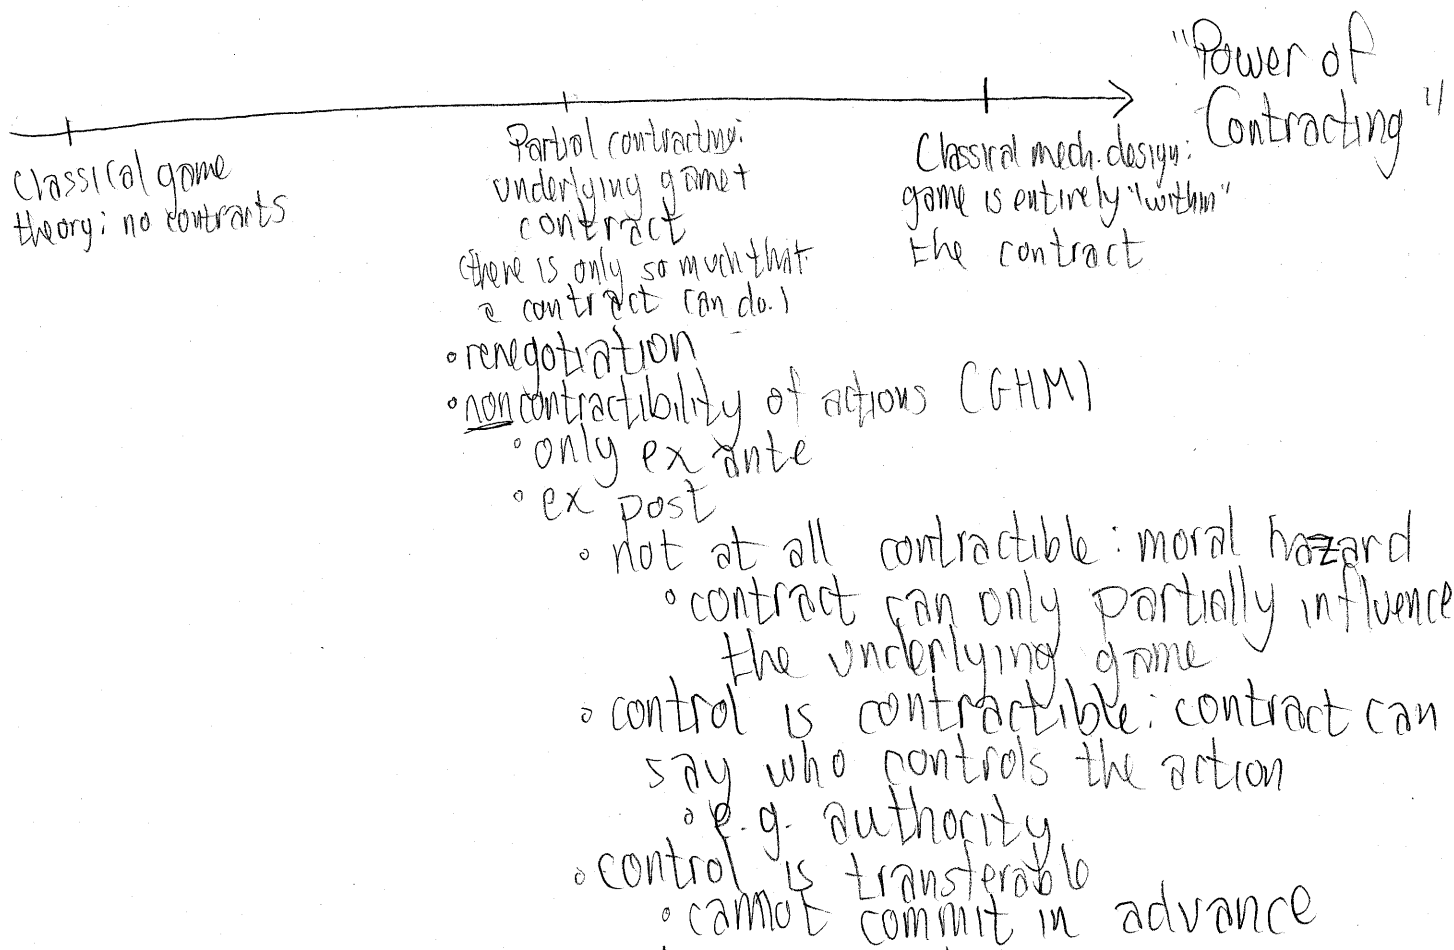 "Power of
Contracting"
Classical game
theory: no contracts
Partial contracting:
underlying game +
contract
(there is only so much that
a contract can do.)
Classical mech. design:
game is entirely "within"
the contract
• renegotiation
• noncontractibility of actions (GHM)
• only ex ante
• ex post
• not at all contractible: moral hazard
• contract can only partially influence
the underlying game
• control is contractible: contract can
say who controls the action
• e.g. authority
• control is transferable
• cannot commit in advance